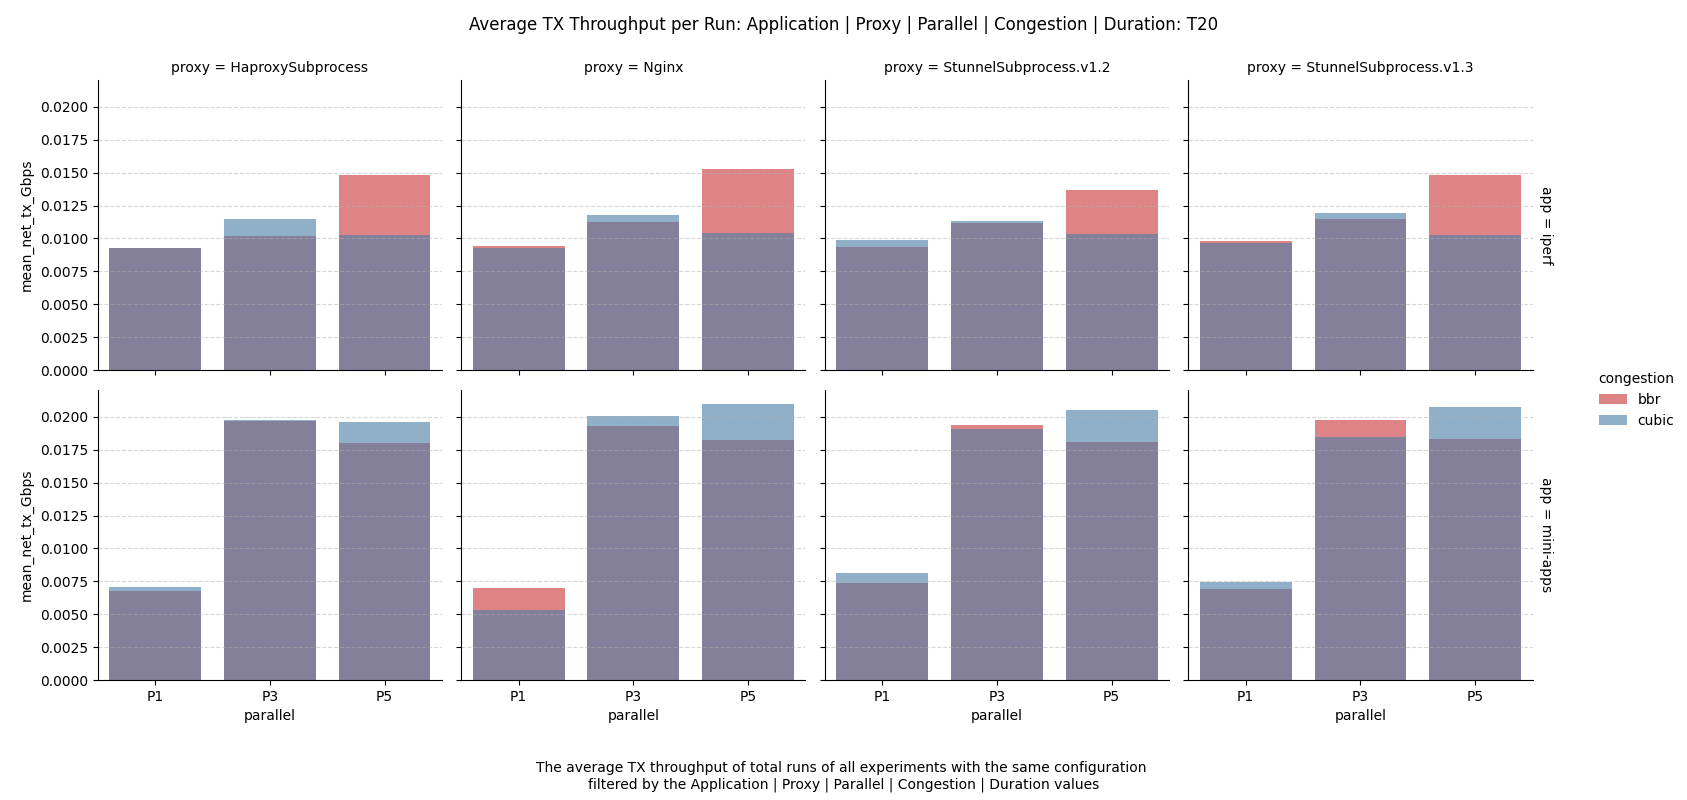 Average TX Throughput per Run: Application | Proxy | Parallel | Congestion | Duration: T20
proxy = HaproxySubprocess
proxy = Nginx
proxy = StunnelSubprocess.v1.2
proxy = StunnelSubprocess.v1.3
mean_net_tx_Gbps
0.0200
0.0175
0.0150
0.0125
0.0100
0.0075
0.0050
0.0025
0.0000
app = iperf
mean_net_tx_Gbps
0.0200
0.0175
0.0150
0.0125
0.0100
0.0075
0.0050
0.0025
0.0000
app = mini-apps
P1 P3 P5
parallel
P1 P3 P5
parallel
P1 P3 P5
parallel
P1 P3 P5
parallel
congestion
bbr
cubic
The average TX throughput of total runs of all experiments with the same configuration
filtered by the Application | Proxy | Parallel | Congestion | Duration values